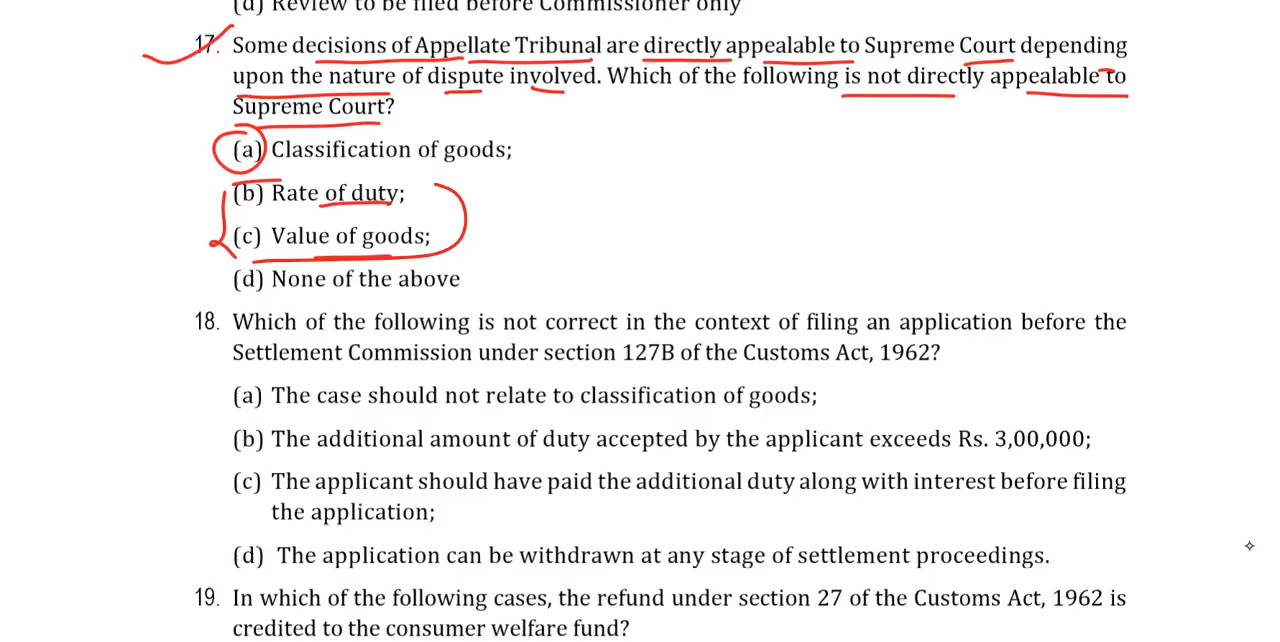 (d) Review to be filed before Commissioner only
17. Some decisions of Appellate Tribunal are directly appealable to Supreme Court depending
upon the nature of dispute involved. Which of the following is not directly appealable to
Supreme Court?
(a) Classification of goods;
(b) Rate of duty;
(c) Value of goods;
(d) None of the above
18. Which of the following is not correct in the context of filing an application before the
Settlement Commission under section 127B of the Customs Act, 1962?
(a) The case should not relate to classification of goods;
(b) The additional amount of duty accepted by the applicant exceeds Rs. 3,00,000;
(c) The applicant should have paid the additional duty along with interest before filing
the application;
(d) The application can be withdrawn at any stage of settlement proceedings.
19. In which of the following cases, the refund under section 27 of the Customs Act, 1962 is
credited to the consumer welfare fund?